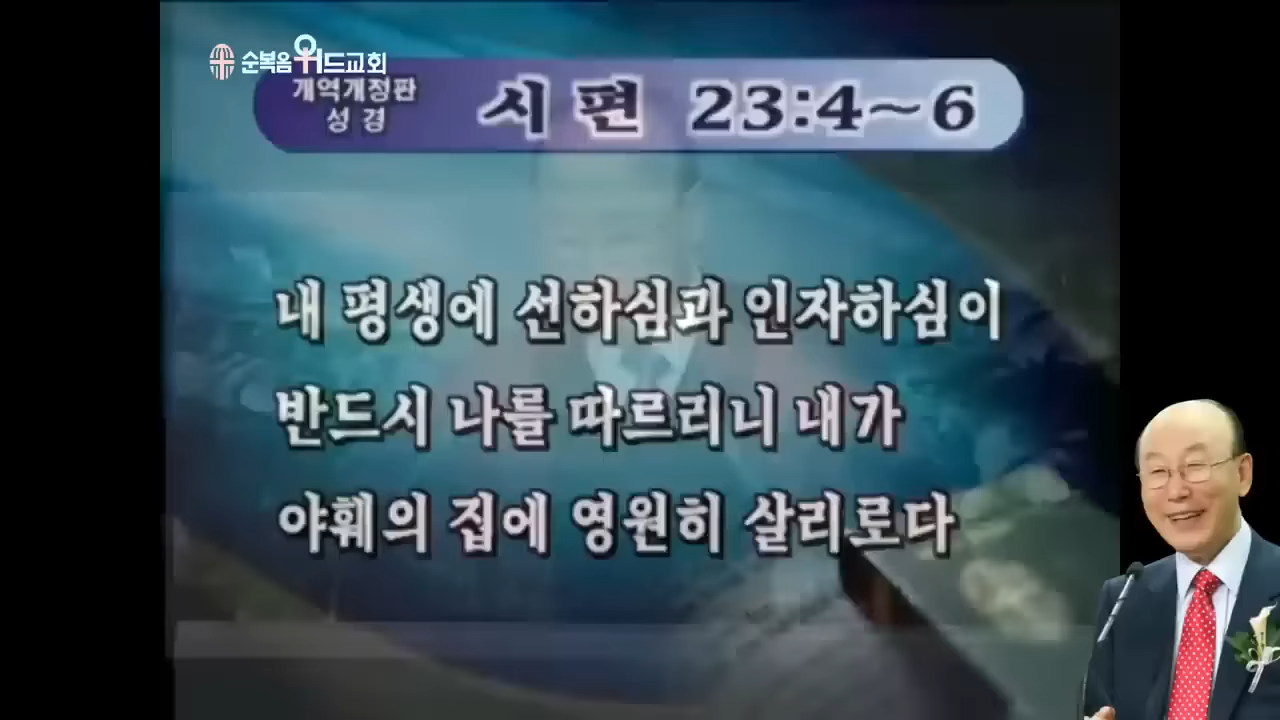 순복음워드교회
개역개정판
성경
시편 23:4~6
내 평생에 선하심과 인자하심이
반드시 나를 따르리니 내가
야훼의 집에 영원히 살리로다